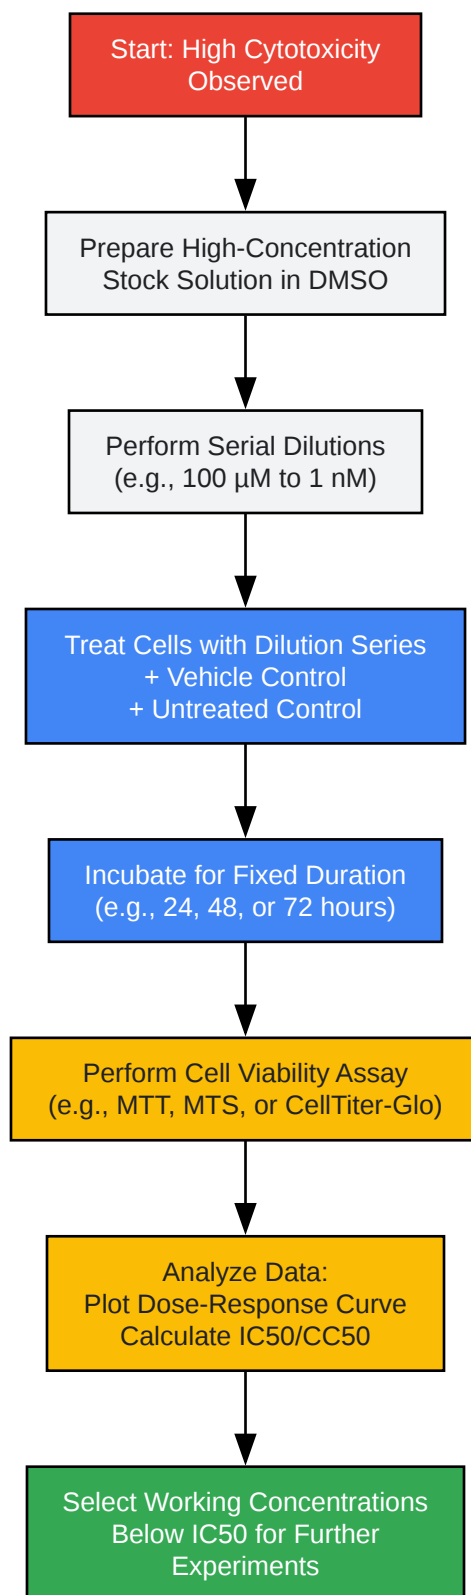 Start: High Cytotoxicity
Observed
Prepare High-Concentration
Stock Solution in DMSO
Perform Serial Dilutions
(e.g., 100 µM to 1 nM)
Treat Cells with Dilution Series
+ Vehicle Control
+ Untreated Control
Incubate for Fixed Duration
(e.g., 24, 48, or 72 hours)
Perform Cell Viability Assay
(e.g., MTT, MTS, or CellTiter-Glo)
Analyze Data:
Plot Dose-Response Curve
Calculate IC50/CC50
Select Working Concentrations
Below IC50 for Further
Experiments